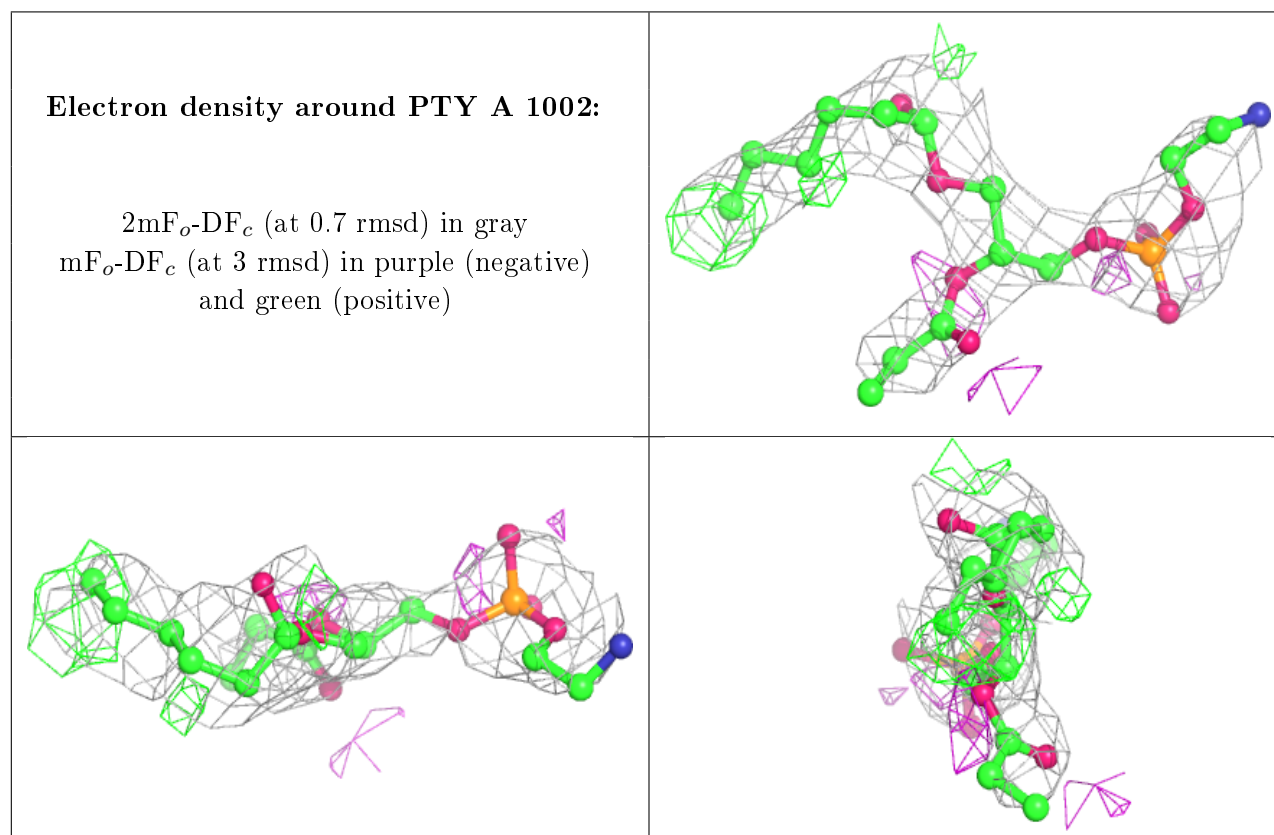 Electron density around PTY A 1002:
2mFo-DFc (at 0.7 rmsd) in gray
mFo-DFc (at 3 rmsd) in purple (negative)
and green (positive)